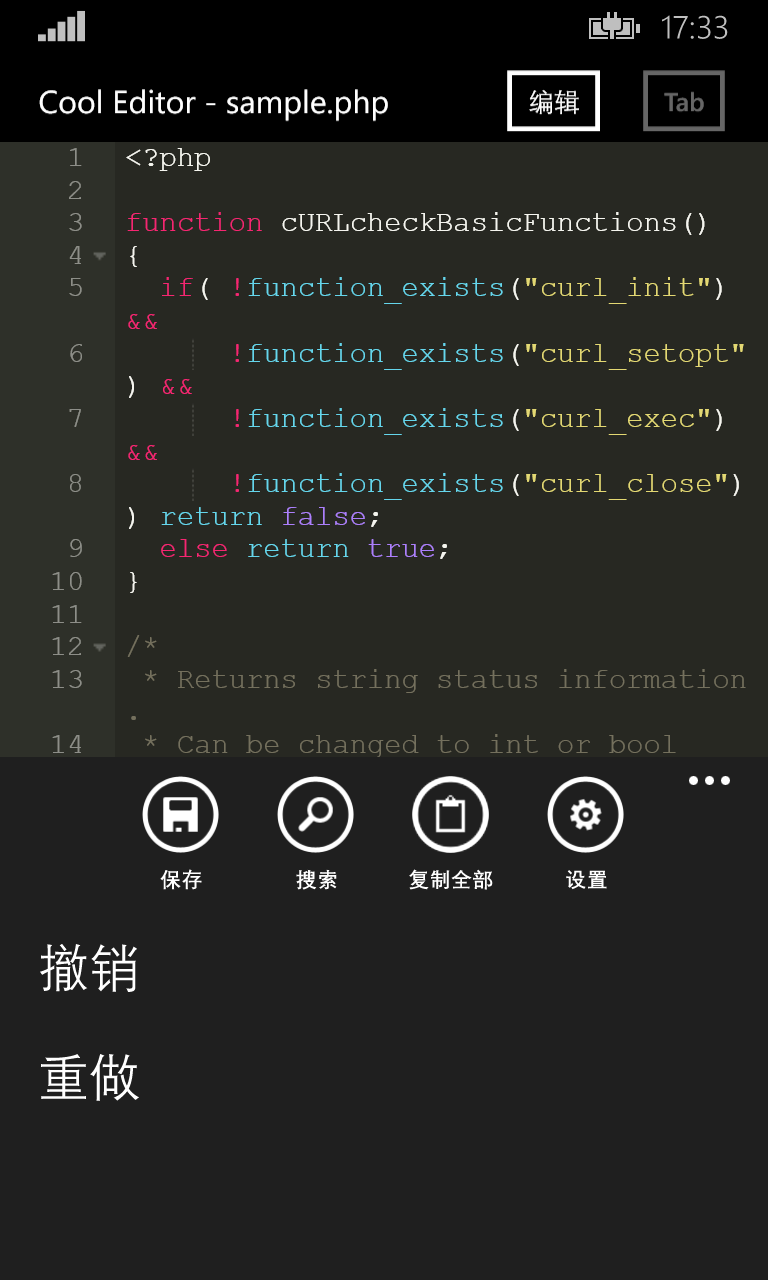 17:33
Cool Editor - sample.php 编辑 Tab
1 <?php
2
3 function cURLcheckBasicFunctions()
4 {
5   if( !function_exists("curl_init")
&&
6       !function_exists("curl_setopt"
) &&
7       !function_exists("curl_exec")
&&
8       !function_exists("curl_close")
) return false;
9   else return true;
10 }
11
12 /*
13  * Returns string status information
.
14  * Can be changed to int or bool
保存 搜索 复制全部 设置
撤销
重做